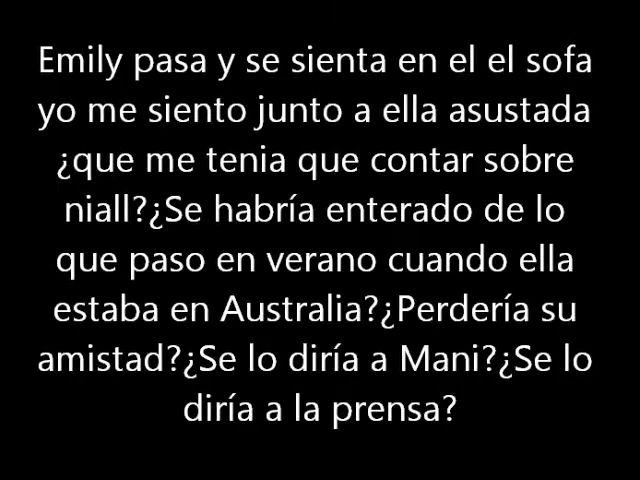 Emily pasa y se sienta en el el sofa
yo me siento junto a ella asustada
¿que me tenia que contar sobre
niall?¿Se habría enterado de lo
que paso en verano cuando ella
estaba en Australia?¿Perdería su
amistad?¿Se lo diría a Mani?¿Se lo
diría a la prensa?